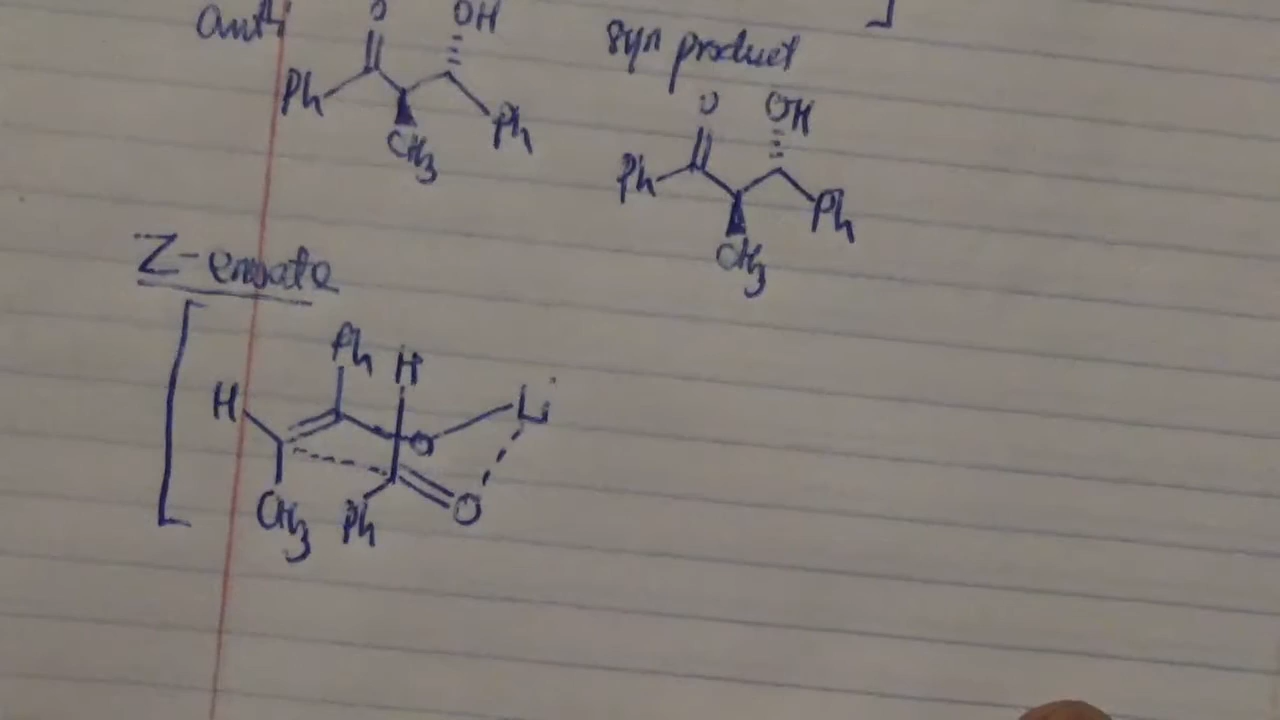 anti
O OH
Ph
CH3
Ph
syn product
O OH
Ph
CH3
Ph
Z-enolate
Ph H
H
O Li
CH3 Ph O